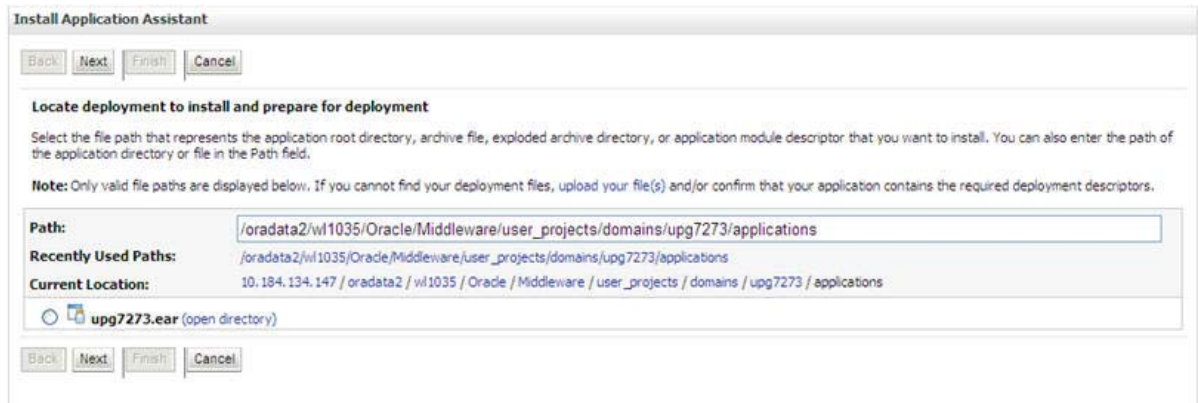 Install Application Assistant
Back Next Finish Cancel
Locate deployment to install and prepare for deployment
Select the file path that represents the application root directory, archive file, exploded archive directory, or application module descriptor that you want to install. You can also enter the path of
the application directory or file in the Path field.
Note: Only valid file paths are displayed below. If you cannot find your deployment files, upload your file(s) and/or confirm that your application contains the required deployment descriptors.
Path: /oradata2/wl1035/Oracle/Middleware/user_projects/domains/upg7273/applications
Recently Used Paths: /oradata2/wl1035/Oracle/Middleware/user_projects/domains/upg7273/applications
Current Location: 10.184.134.147 / oradata2 / wl1035 / Oracle / Middleware / user_projects / domains / upg7273 / applications
upg7273.ear (open directory)
Back Next Finish Cancel